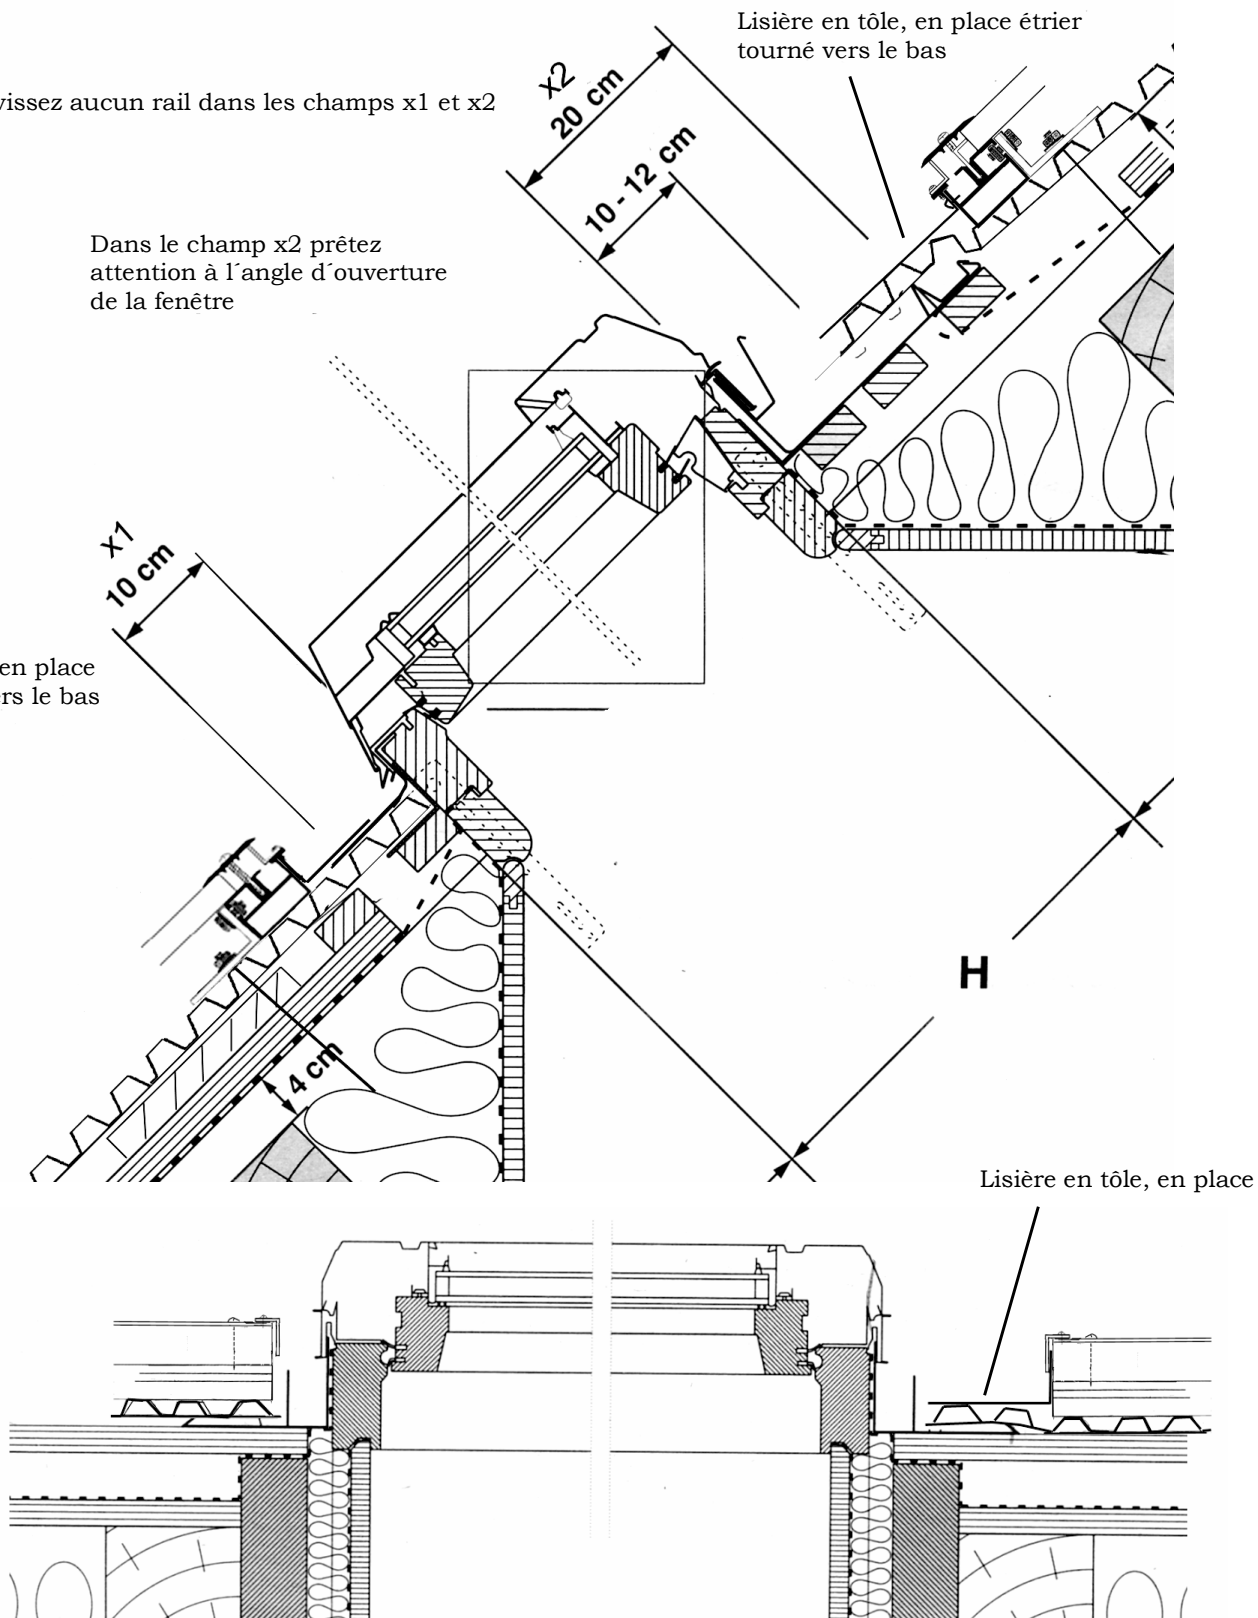 Lisière en tôle, en place étrier
tourné vers le bas
vissez aucun rail dans les champs x1 et x2
x2
20 cm
10 - 12 cm
Dans le champ x2 prêtez
attention à l´angle d´ouverture
de la fenêtre
x1
10 cm
en place
ers le bas
H
4 cm
Lisière en tôle, en place